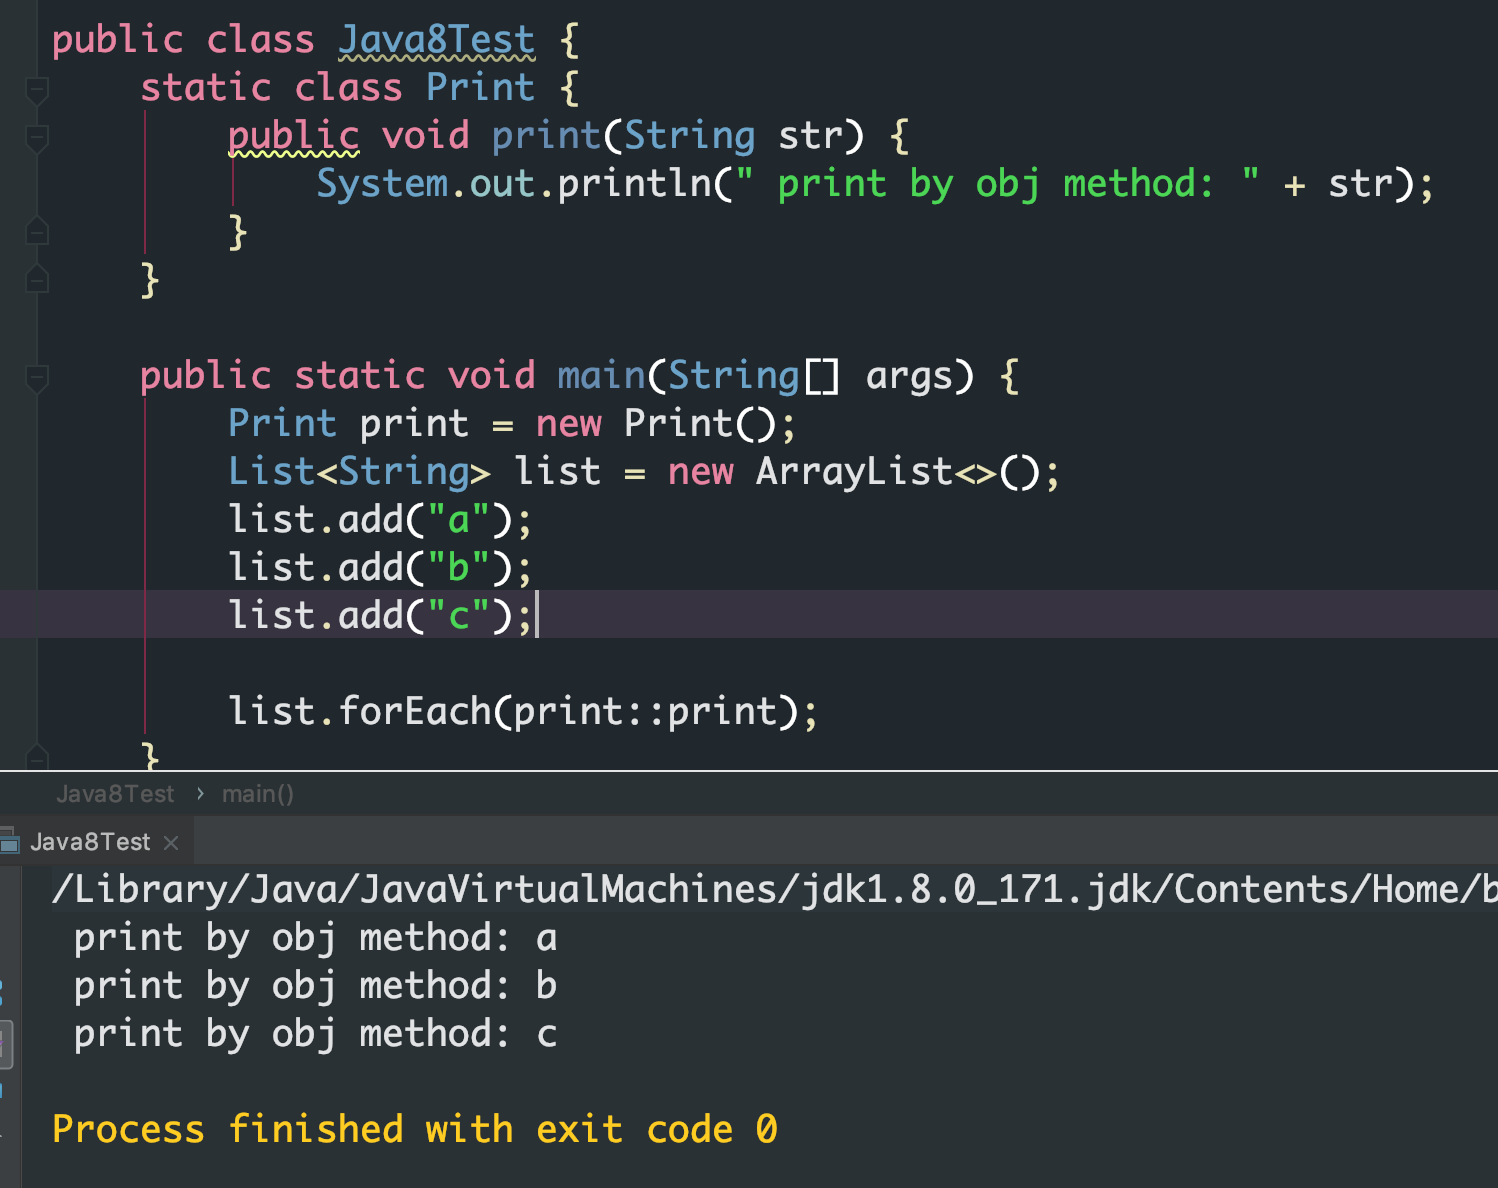 public class Java8Test {
    static class Print {
        public void print(String str) {
            System.out.println(" print by obj method: " + str);
        }
    }

    public static void main(String[] args) {
        Print print = new Print();
        List<String> list = new ArrayList<>();
        list.add("a");
        list.add("b");
        list.add("c");

        list.forEach(print::print);
    }
Java8Test › main()
Java8Test ×
/Library/Java/JavaVirtualMachines/jdk1.8.0_171.jdk/Contents/Home/b
 print by obj method: a
 print by obj method: b
 print by obj method: c

Process finished with exit code 0